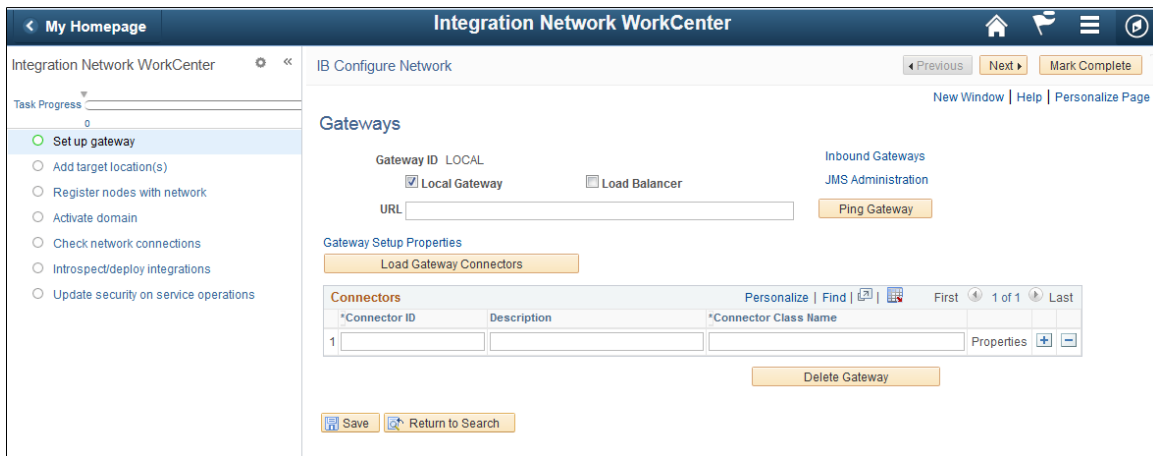 My Homepage
Integration Network WorkCenter
Integration Network WorkCenter
Task Progress
0
Set up gateway
Add target location(s)
Register nodes with network
Activate domain
Check network connections
Introspect/deploy integrations
Update security on service operations
IB Configure Network
Previous Next Mark Complete
New Window | Help | Personalize Page
Gateways
Gateway ID LOCAL
Inbound Gateways
Local Gateway Load Balancer
JMS Administration
URL
Ping Gateway
Gateway Setup Properties
Load Gateway Connectors
Connectors Personalize | Find | First 1 of 1 Last
*Connector ID Description *Connector Class Name
1 Properties
Delete Gateway
Save Return to Search